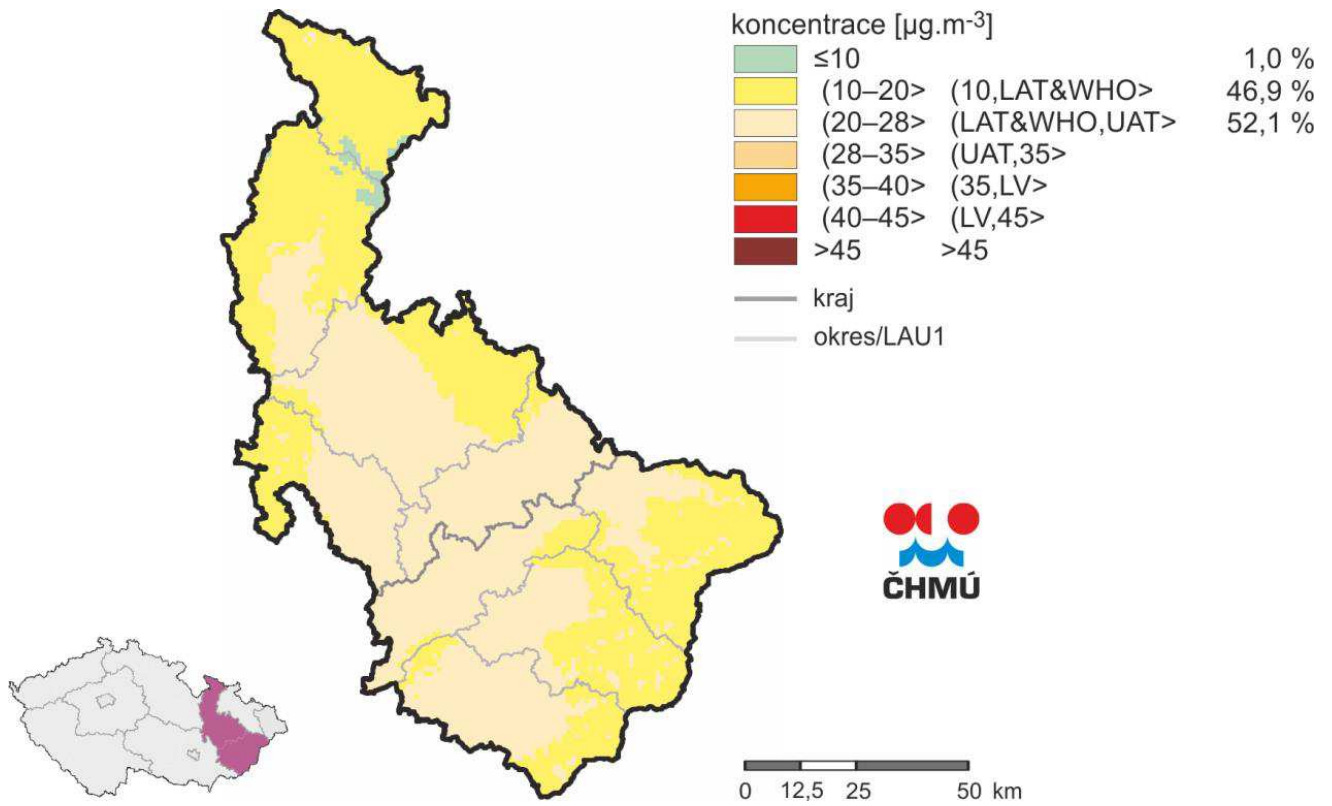 koncentrace [µg.m-3]
≤10 1,0 %
(10–20> (10,LAT&WHO> 46,9 %
(20–28> (LAT&WHO,UAT> 52,1 %
(28–35> (UAT,35>
(35–40> (35,LV>
(40–45> (LV,45>
>45 >45
kraj
okres/LAU1
ČHMÚ
0 12,5 25 50 km